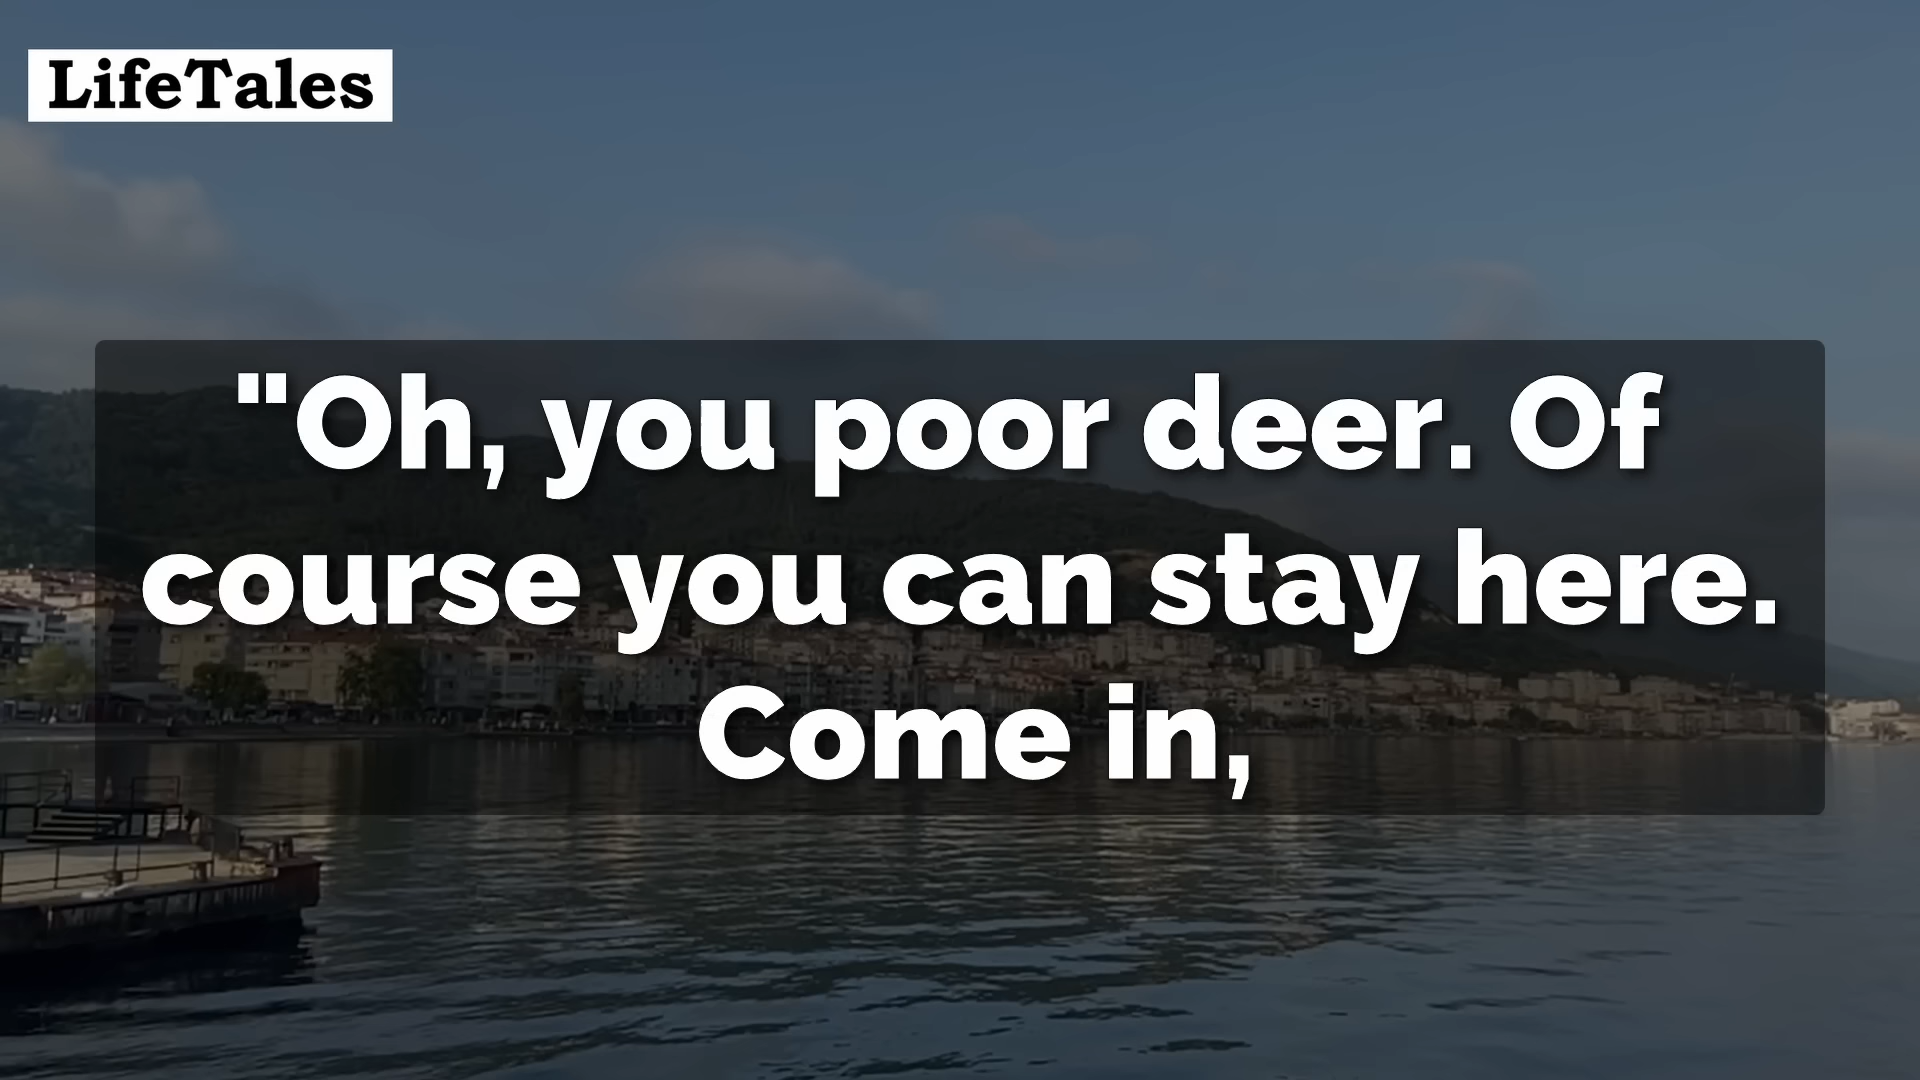 LifeTales
"Oh, you poor deer. Of
course you can stay here.
Come in,